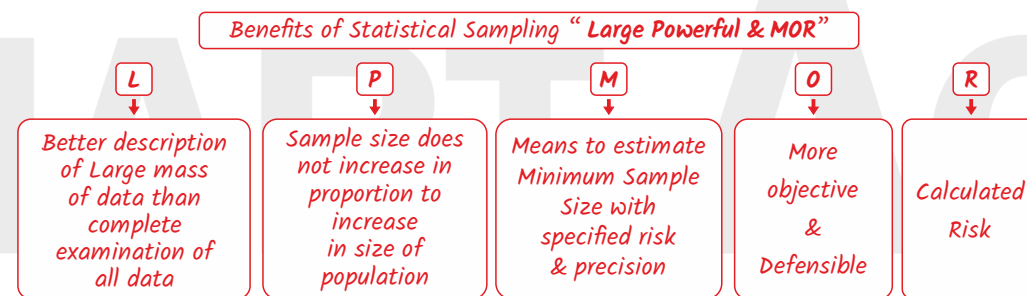 Benefits of Statistical Sampling “ Large Powerful & MOR”
L
Better description
of Large mass
of data than
complete
examination of
all data
P
Sample size does
not increase in
proportion to
increase
in size of
population
M
Means to estimate
Minimum Sample
Size with
specified risk
& precision
O
More
objective
&
Defensible
R
Calculated
Risk